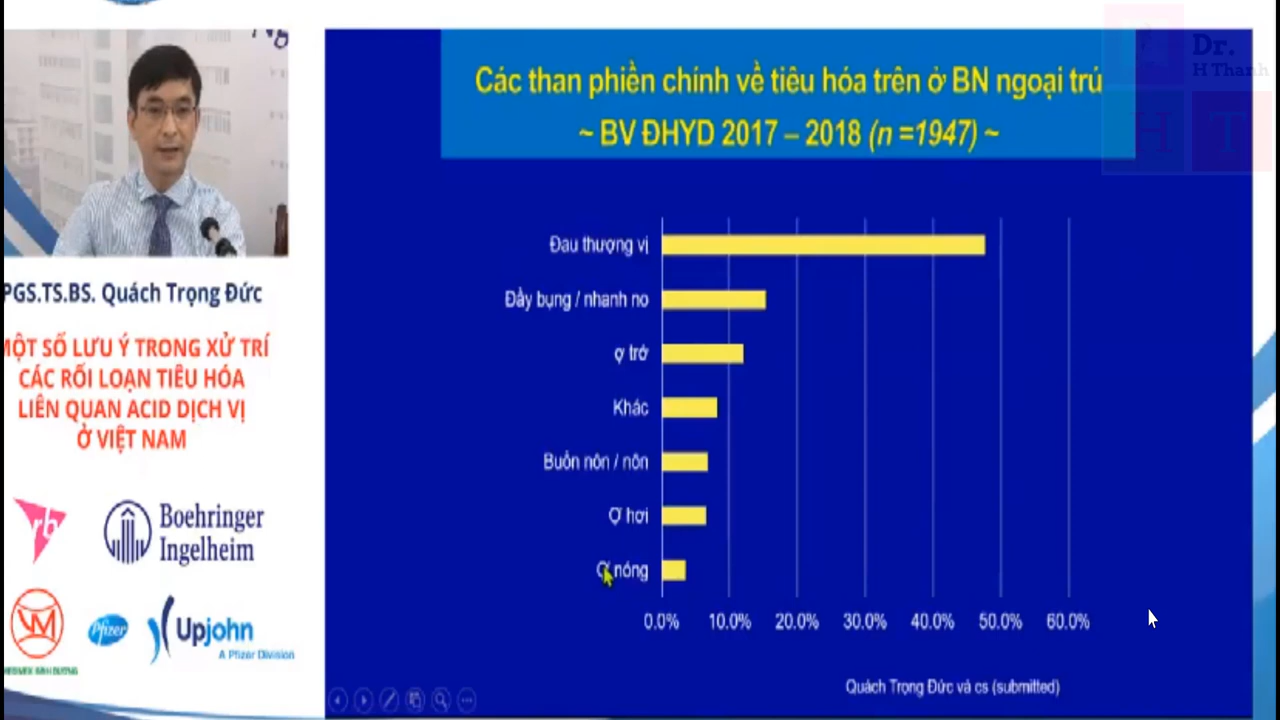 Ng
Dr.
H Thanh
H T
PGS.TS.BS. Quách Trọng Đức
MỘT SỐ LƯU Ý TRONG XỬ TRÍ
CÁC RỐI LOẠN TIÊU HÓA
LIÊN QUAN ACID DỊCH VỊ
Ở VIỆT NAM
rb
Boehringer
Ingelheim
Pfizer
Upjohn
A Pfizer Division
Các than phiền chính về tiêu hóa trên ở BN ngoại trú
~ BV ĐHYD 2017 – 2018 (n =1947) ~
Đau thượng vị
Đầy bụng / nhanh no
ợ trớ
Khác
Buồn nôn / nôn
Ợ hơi
Ợ nóng
0.0% 10.0% 20.0% 30.0% 40.0% 50.0% 60.0%
Quách Trọng Đức và cs (submitted)